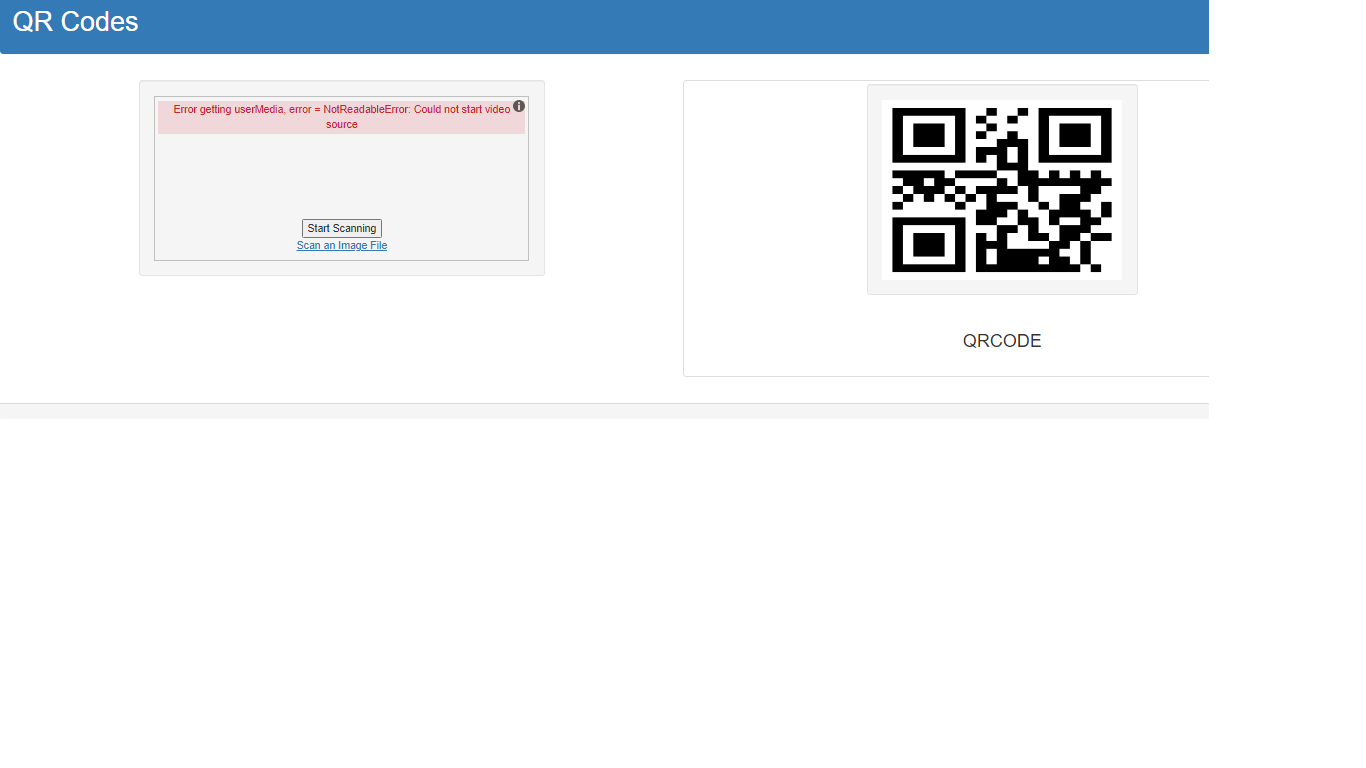 QR Codes
Error getting userMedia, error = NotReadableError: Could not start video
source
Start Scanning
Scan an Image File
QRCODE